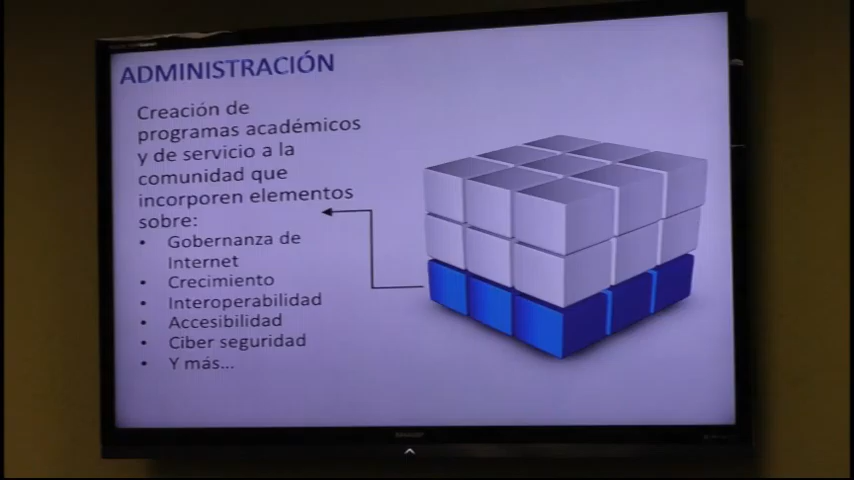 ADMINISTRACIÓN
Creación de
programas académicos
y de servicio a la
comunidad que
incorporen elementos
sobre:
• Gobernanza de
Internet
• Crecimiento
• Interoperabilidad
• Accesibilidad
• Ciber seguridad
• Y más...
SHARP